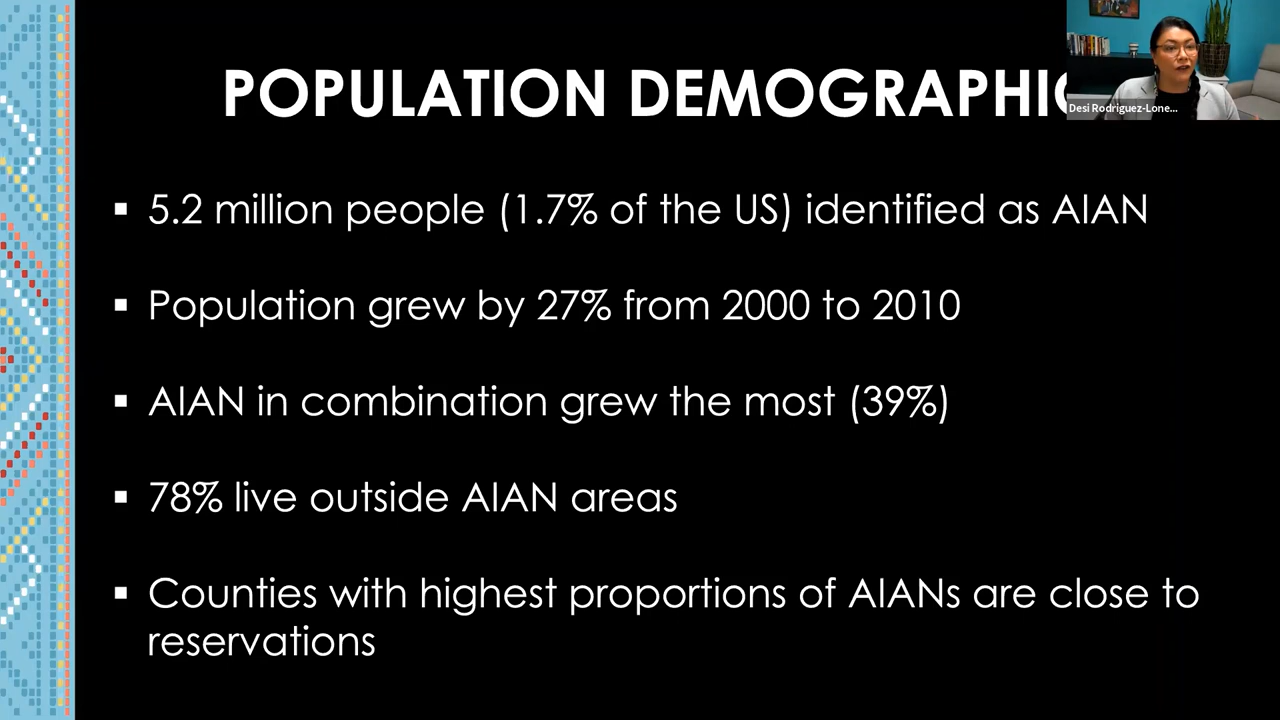 POPULATION DEMOGRAPHIC
Desi Rodriguez-Lone...
▪ 5.2 million people (1.7% of the US) identified as AIAN
▪ Population grew by 27% from 2000 to 2010
▪ AIAN in combination grew the most (39%)
▪ 78% live outside AIAN areas
▪ Counties with highest proportions of AIANs are close to
reservations